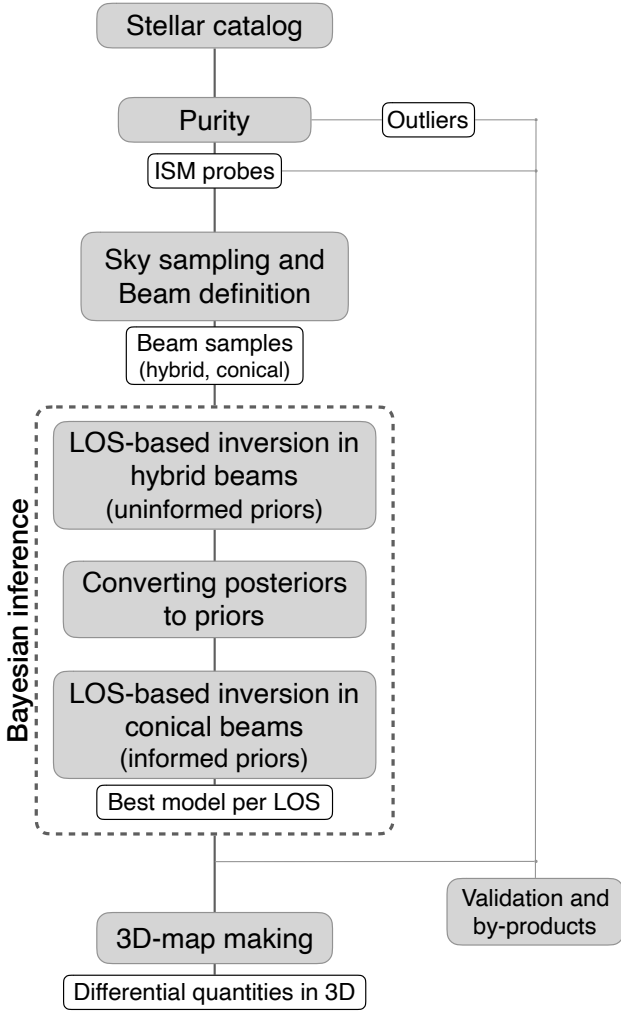 Stellar catalog
Purity
Outliers
ISM probes
Sky sampling and
Beam definition
Beam samples
(hybrid, conical)
Bayesian inference
LOS-based inversion in
hybrid beams
(uninformed priors)
Converting posteriors
to priors
LOS-based inversion in
conical beams
(informed priors)
Best model per LOS
Validation and
by-products
3D-map making
Differential quantities in 3D